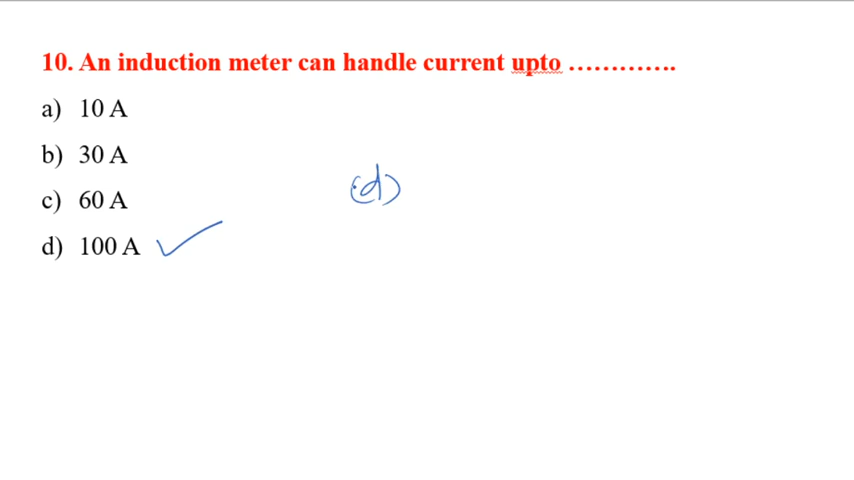 10. An induction meter can handle current upto ………….
a) 10 A
b) 30 A
c) 60 A
(d)
d) 100 A